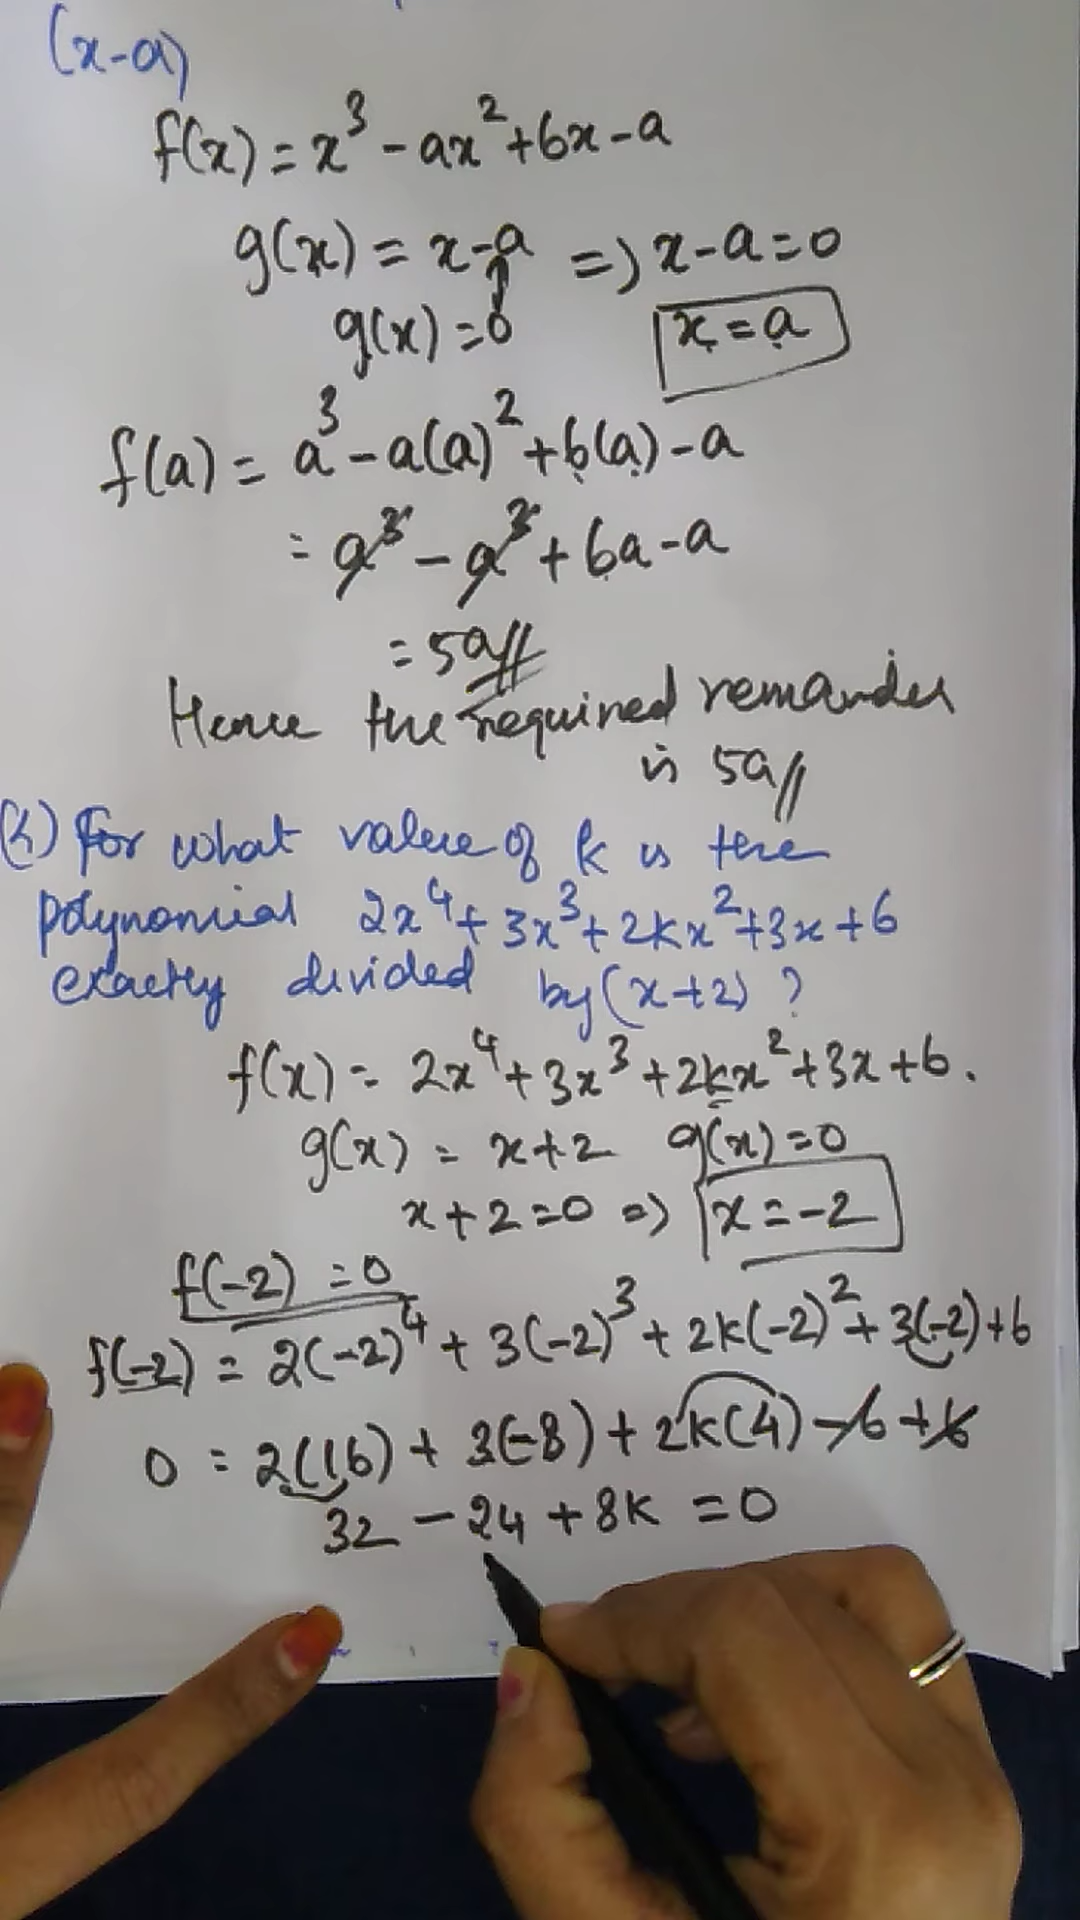 (x-a)
f(x) = x³ - ax² + 6x - a
g(x) = x-a => x-a=0
g(x) = 0 x = a
f(a) = a³ - a(a)² + 6(a) - a
= a³ - a³ + 6a - a
= 5a//
Hence the required remainder
is 5a//
For what value of k is the
polynomial 2x⁴ + 3x³ + 2kx² + 3x + 6
exactly divided by (x+2) ?
f(x) = 2x⁴ + 3x³ + 2kx² + 3x + 6.
g(x) = x+2 g(x) = 0
x+2=0 => x=-2
f(-2) = 0
f(-2) = 2(-2)⁴ + 3(-2)³ + 2k(-2)² + 3(-2) + 6
0 = 2(16) + 3(-8) + 2k(4) - 6 + 6
32 - 24 + 8k = 0